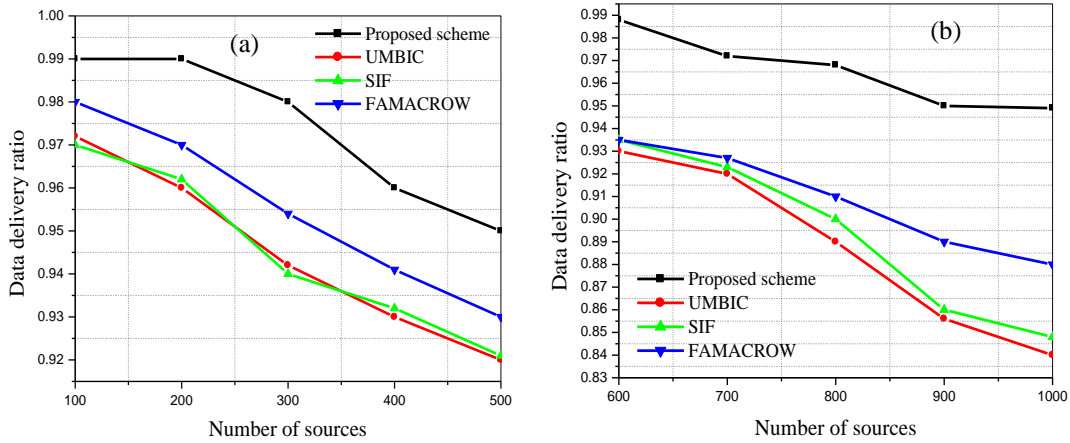 (a)
Proposed scheme
UMBIC
SIF
FAMACROW
1.00
0.99
0.98
0.97
0.96
0.95
0.94
0.93
0.92
Data delivery ratio
100 200 300 400 500
Number of sources
(b)
0.99
0.98
0.97
0.96
0.95
0.94
0.93
0.92
0.91
0.90
0.89
0.88
0.87
0.86
0.85
0.84
0.83
Data delivery ratio
Proposed scheme
UMBIC
SIF
FAMACROW
600 700 800 900 1000
Number of sources